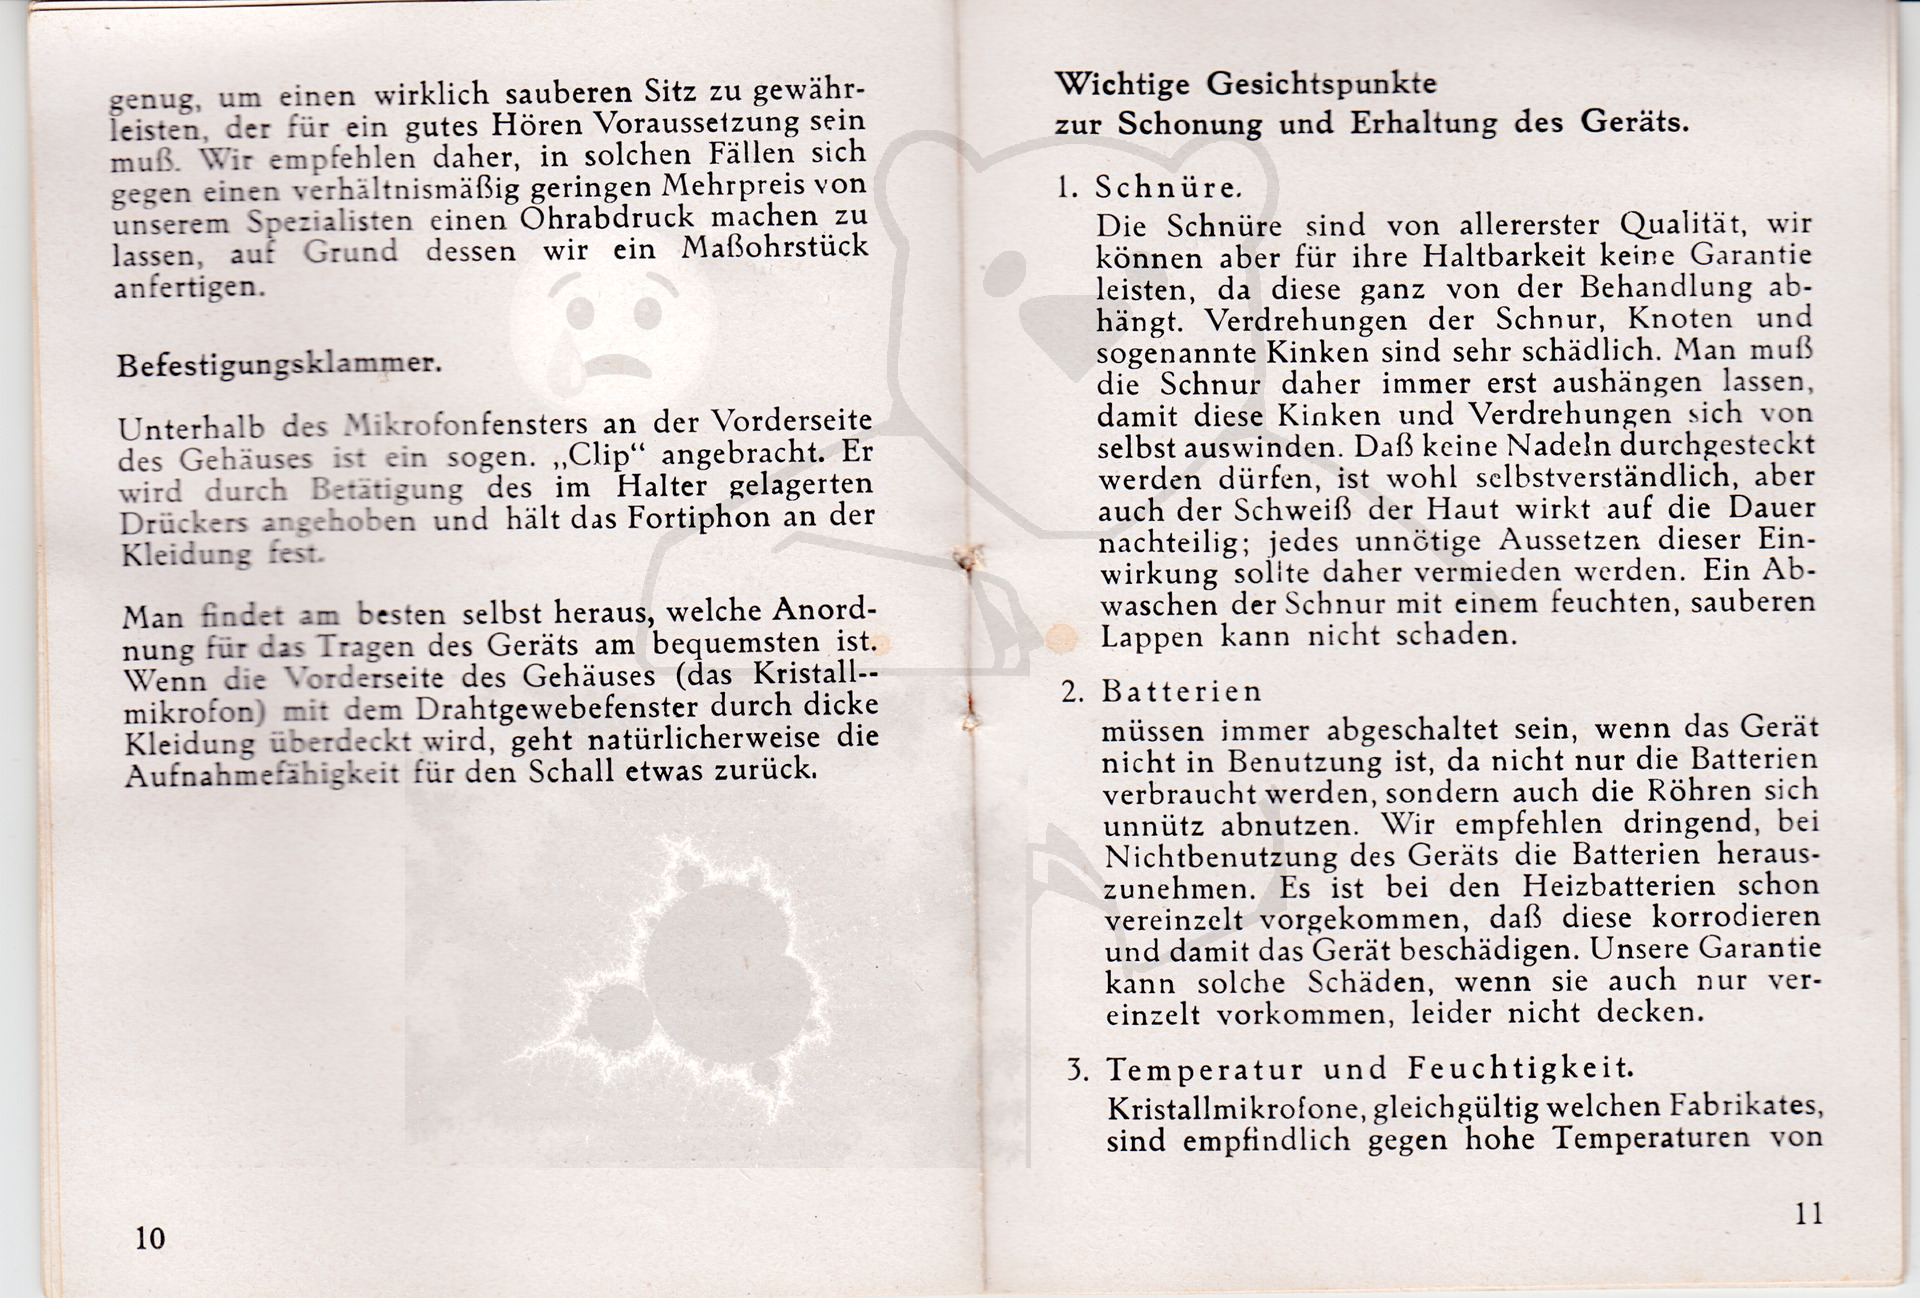 genug, um einen wirklich sauberen Sitz zu gewähr-
leisten, der für ein gutes Hören Voraussetzung sein
muß. Wir empfehlen daher, in solchen Fällen sich
gegen einen verhältnismäßig geringen Mehrpreis von
unserem Spezialisten einen Ohrabdruck machen zu
lassen, auf Grund dessen wir ein Maßohrstück
anfertigen.
Befestigungsklammer.
Unterhalb des Mikrofonfensters an der Vorderseite
des Gehäuses ist ein sogen. „Clip“ angebracht. Er
wird durch Betätigung des im Halter gelagerten
Drückers angehoben und hält das Fortiphon an der
Kleidung fest.
Man findet am besten selbst heraus, welche Anord-
nung für das Tragen des Geräts am bequemsten ist.
Wenn die Vorderseite des Gehäuses (das Kristall--
mikrofon) mit dem Drahtgewebefenster durch dicke
Kleidung überdeckt wird, geht natürlicherweise die
Aufnahmefähigkeit für den Schall etwas zurück.
10
Wichtige Gesichtspunkte
zur Schonung und Erhaltung des Geräts.
1. Schnüre.
Die Schnüre sind von allererster Qualität, wir
können aber für ihre Haltbarkeit keine Garantie
leisten, da diese ganz von der Behandlung ab-
hängt. Verdrehungen der Schnur, Knoten und
sogenannte Kinken sind sehr schädlich. Man muß
die Schnur daher immer erst aushängen lassen,
damit diese Kinken und Verdrehungen sich von
selbst auswinden. Daß keine Nadeln durchgesteckt
werden dürfen, ist wohl selbstverständlich, aber
auch der Schweiß der Haut wirkt auf die Dauer
nachteilig; jedes unnötige Aussetzen dieser Ein-
wirkung sollte daher vermieden werden. Ein Ab-
waschen der Schnur mit einem feuchten, sauberen
Lappen kann nicht schaden.
2. Batterien
müssen immer abgeschaltet sein, wenn das Gerät
nicht in Benutzung ist, da nicht nur die Batterien
verbraucht werden, sondern auch die Röhren sich
unnütz abnutzen. Wir empfehlen dringend, bei
Nichtbenutzung des Geräts die Batterien heraus-
zunehmen. Es ist bei den Heizbatterien schon
vereinzelt vorgekommen, daß diese korrodieren
und damit das Gerät beschädigen. Unsere Garantie
kann solche Schäden, wenn sie auch nur ver-
einzelt vorkommen, leider nicht decken.
3. Temperatur und Feuchtigkeit.
Kristallmikrofone, gleichgültig welchen Fabrikates,
sind empfindlich gegen hohe Temperaturen von
11